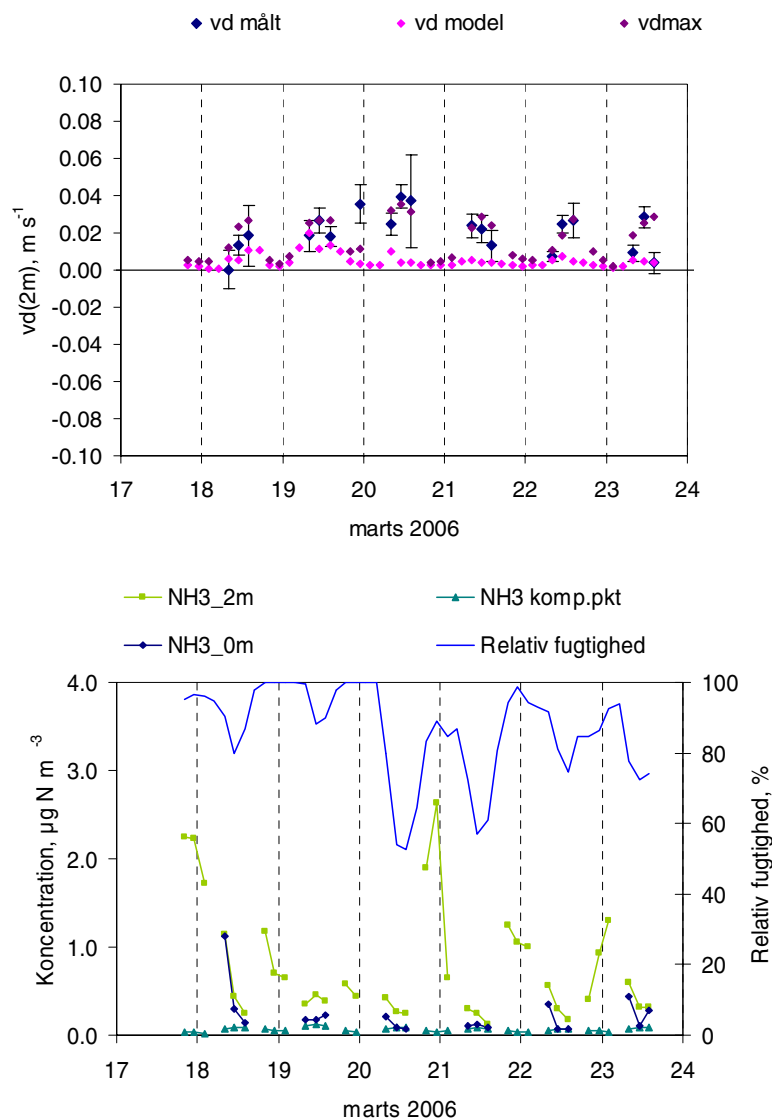 vd målt vd model vdmax
0.10
0.08
0.06
0.04
0.02
0.00
-0.02
-0.04
-0.06
-0.08
-0.10
vd(2m), m s-1
17 18 19 20 21 22 23 24
marts 2006
NH3_2m NH3 komp.pkt
NH3_0m Relativ fugtighed
4.0 100
3.0 80
2.0 60
1.0 40
0.0 20
0
Koncentration, µg N m -3
Relativ fugtighed, %
17 18 19 20 21 22 23 24
marts 2006